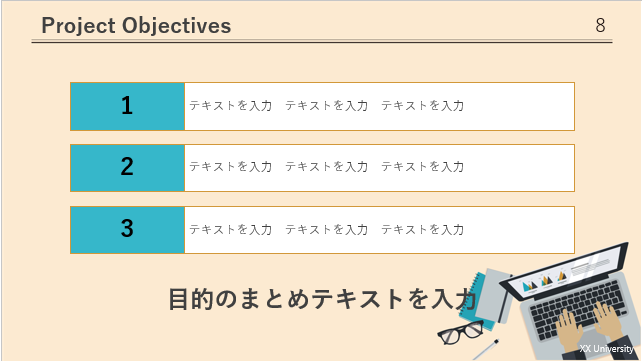 Project Objectives
8
1
テキストを入力　テキストを入力　テキストを入力
2
テキストを入力　テキストを入力　テキストを入力
3
テキストを入力　テキストを入力　テキストを入力
目的のまとめテキストを入力
XX University